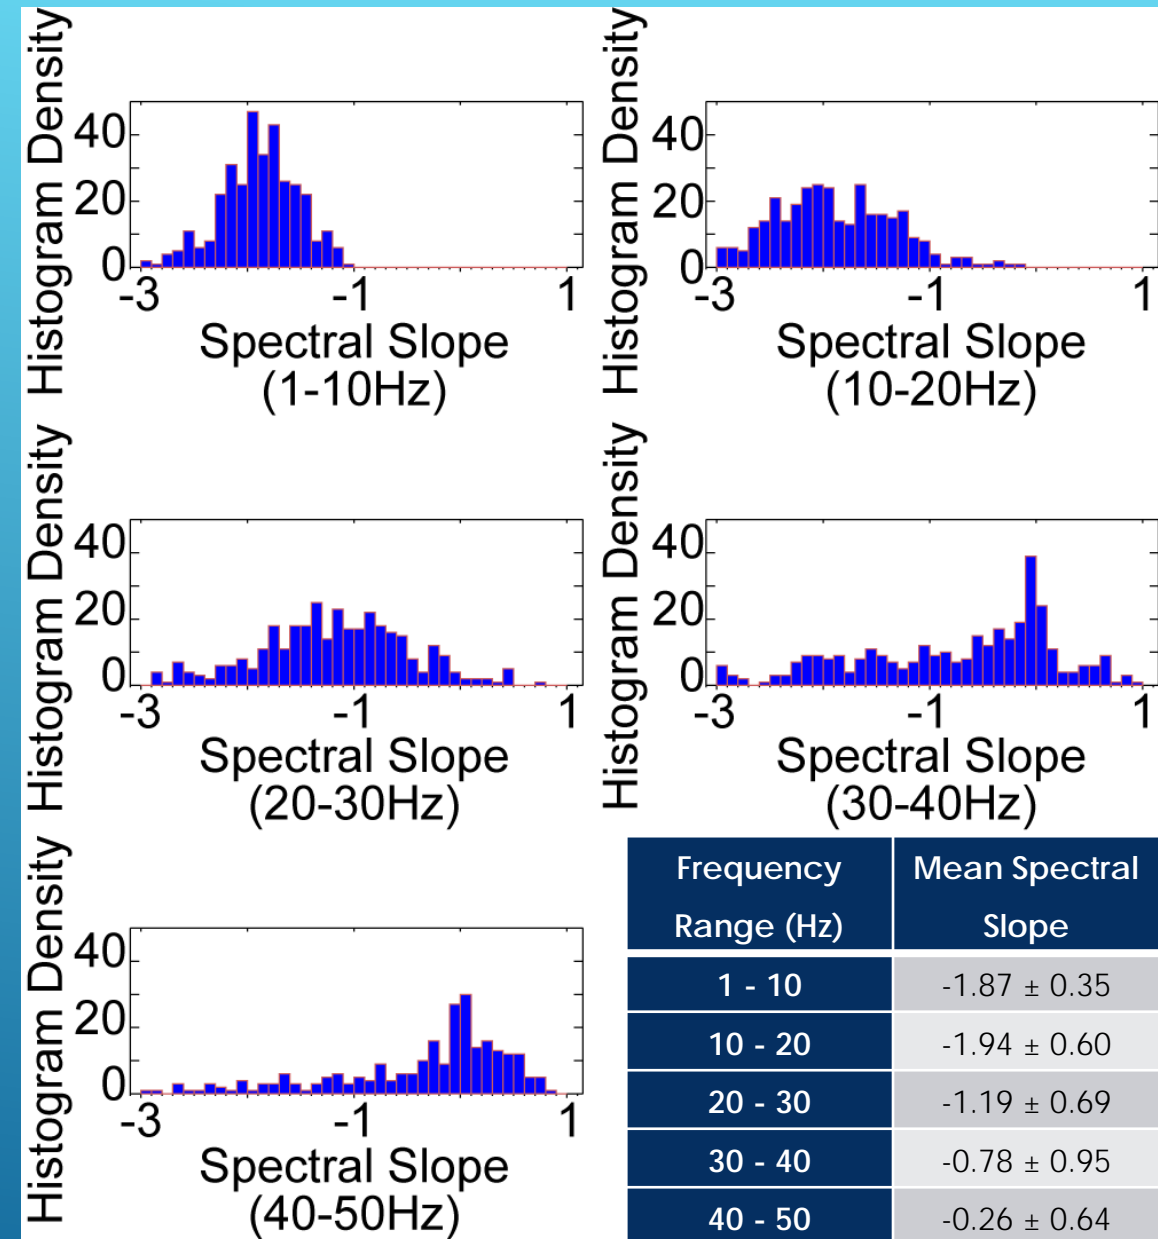 Histogram Density
40
20
0
-3
-1
1
Spectral Slope
(1-10Hz)
Histogram Density
40
20
0
-3
-1
1
Spectral Slope
(10-20Hz)
Histogram Density
40
20
0
-3
-1
1
Spectral Slope
(20-30Hz)
Histogram Density
40
20
0
-3
-1
1
Spectral Slope
(30-40Hz)
Histogram Density
40
20
0
-3
-1
1
Spectral Slope
(40-50Hz)
Frequency Mean Spectral
Range (Hz) Slope
1 - 10 -1.87 ± 0.35
10 - 20 -1.94 ± 0.60
20 - 30 -1.19 ± 0.69
30 - 40 -0.78 ± 0.95
40 - 50 -0.26 ± 0.64